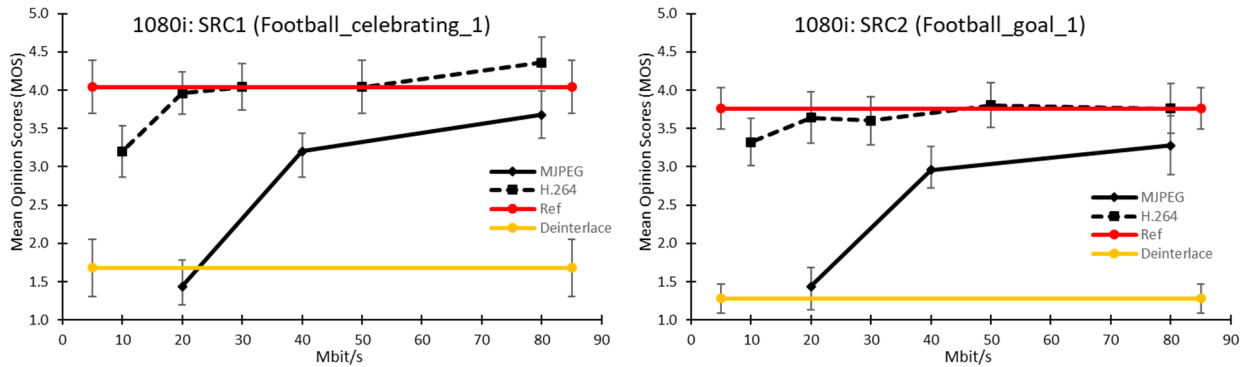 1080i: SRC1 (Football_celebrating_1)
Mean Opinion Scores (MOS)
5.0
4.5
4.0
3.5
3.0
2.5
2.0
1.5
1.0
MJPEG
H.264
Ref
Deinterlace
0 10 20 30 40 50 60 70 80 90
Mbit/s
1080i: SRC2 (Football_goal_1)
Mean Opinion Scores (MOS)
5.0
4.5
4.0
3.5
3.0
2.5
2.0
1.5
1.0
MJPEG
H.264
Ref
Deinterlace
0 10 20 30 40 50 60 70 80 90
Mbit/s